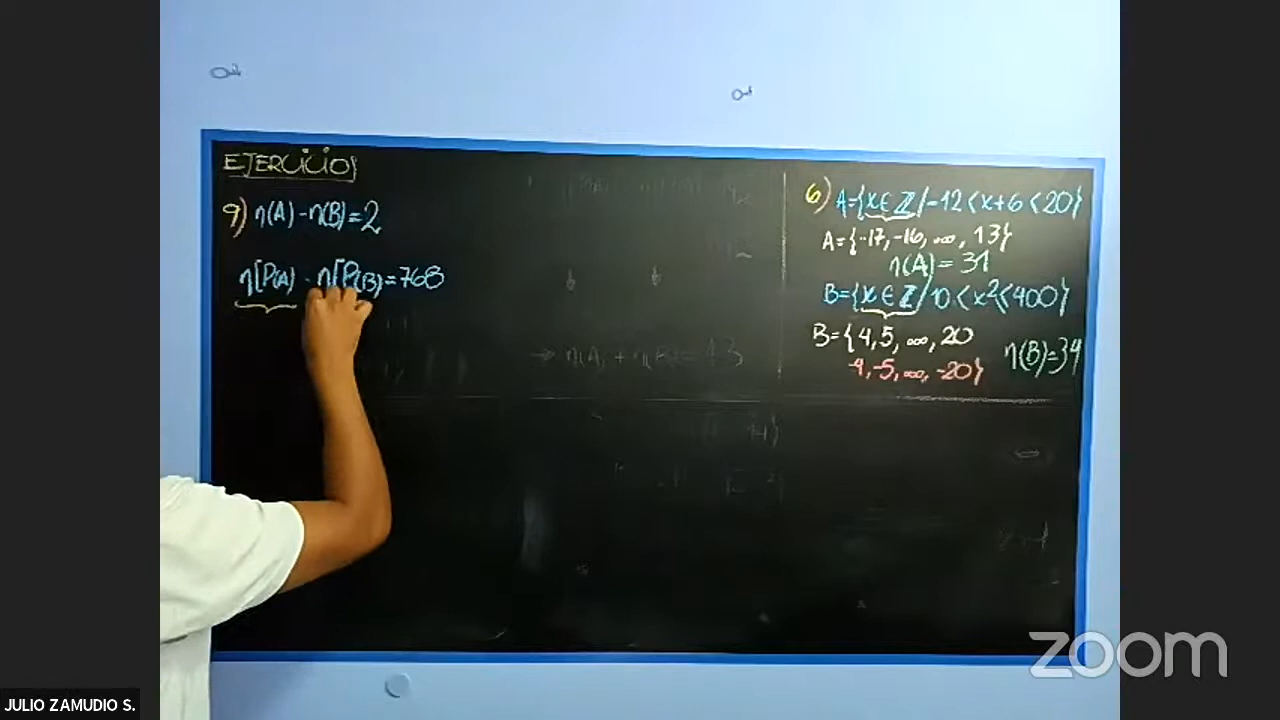 EJERCICIOS
9) η(A) - η(B) = 2
η[P(A) - η[P(B) = 768
6) A={x ∈ ℤ/-12 < x+6 < 20}
A={-17, -16, ..., 13}
η(A) = 31
B={x ∈ ℤ/10 < x² < 400}
B={4, 5, ..., 20
-4, -5, ..., -20}
η(B)=34
⇒ η(A) + η(B) = 43
zoom
JULIO ZAMUDIO S.